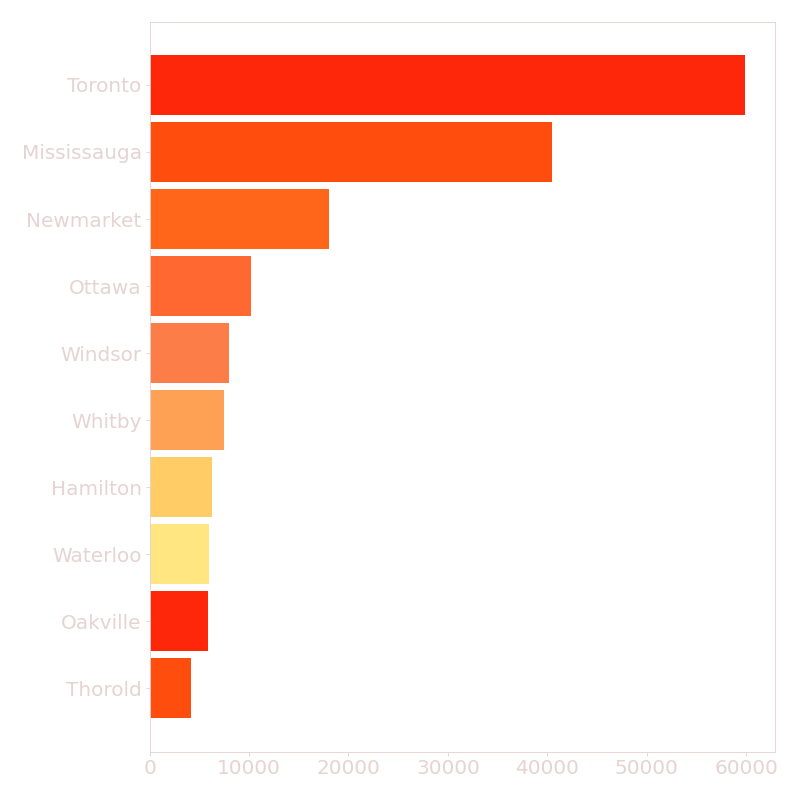 Toronto
Mississauga
Newmarket
Ottawa
Windsor
Whitby
Hamilton
Waterloo
Oakville
Thorold
0 10000 20000 30000 40000 50000 60000